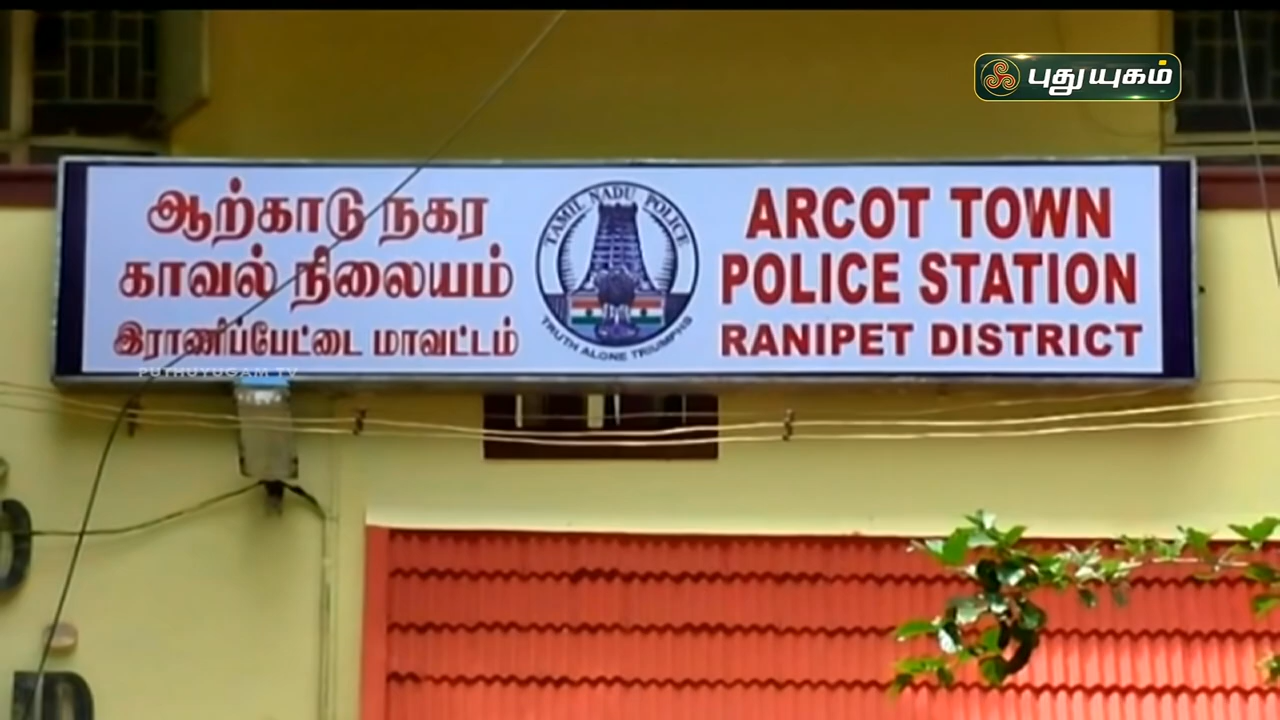 புதுயுகம்
ஆற்காடு நகர
காவல் நிலையம்
இராணிப்பேட்டை மாவட்டம்
TAMIL NADU POLICE
TRUTH ALONE TRIUMPHS
ARCOT TOWN
POLICE STATION
RANIPET DISTRICT
PUTHUYUGAM TV